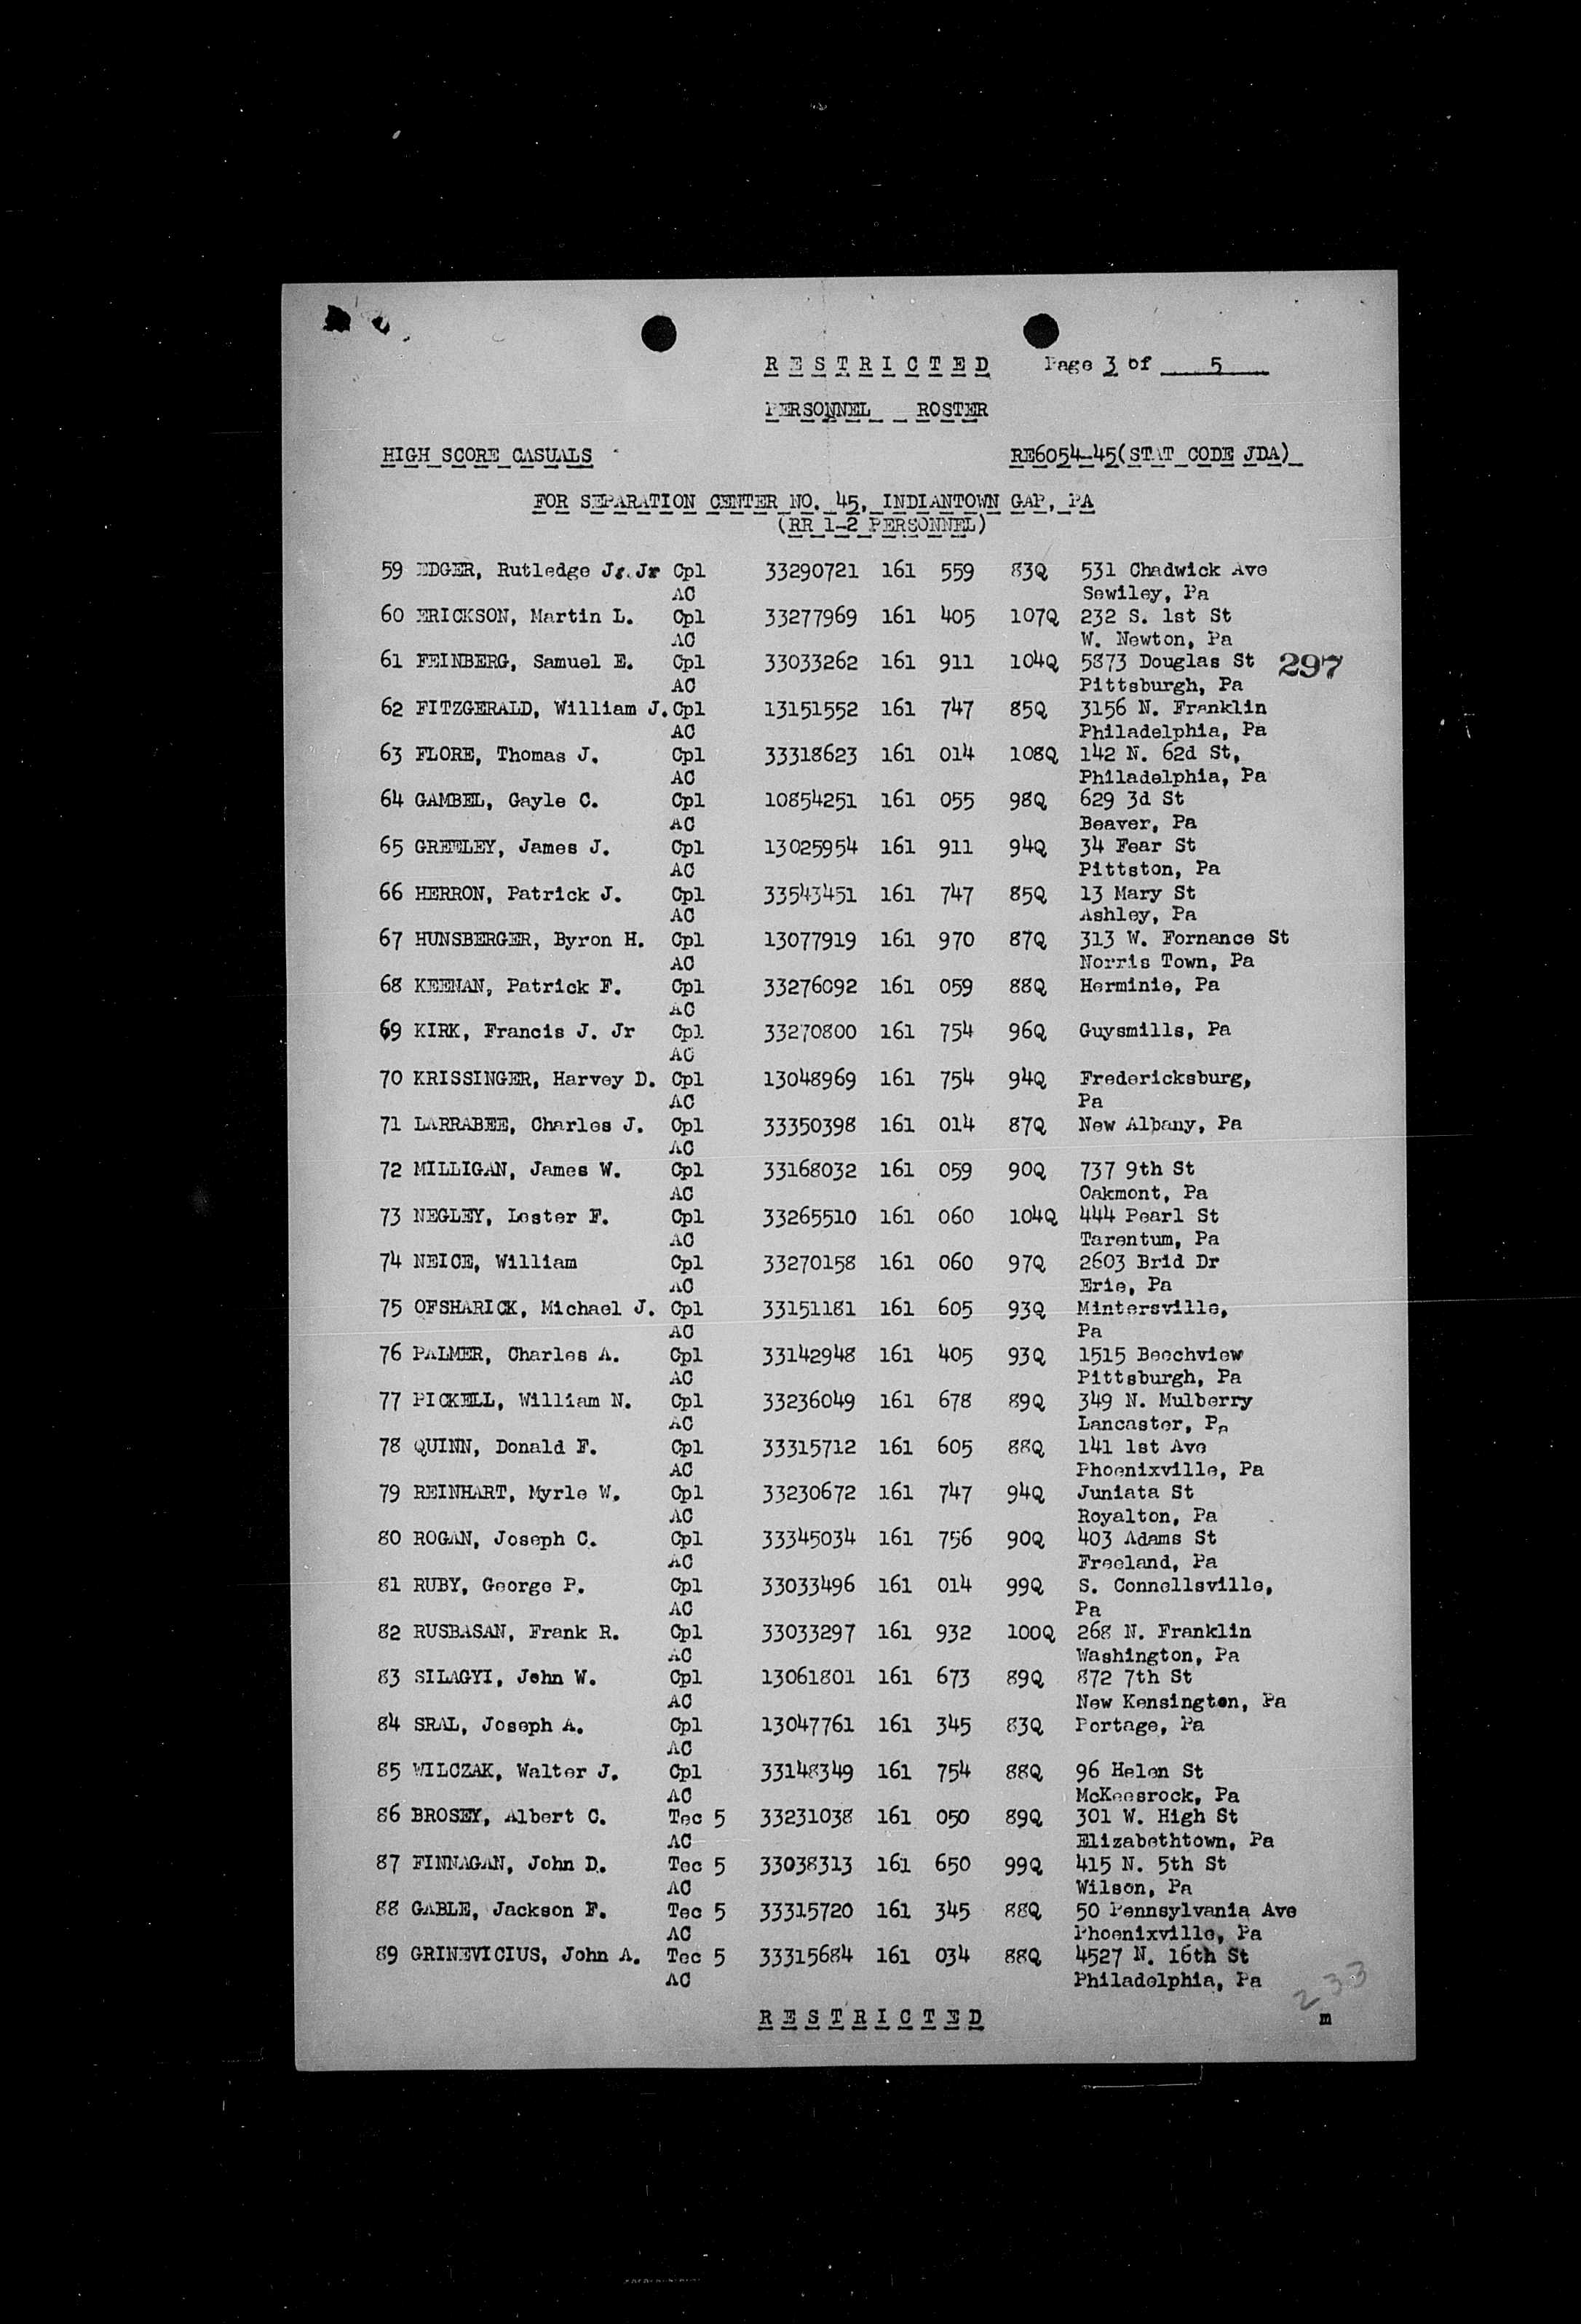 RESTRICTED Page 3 of 5
PERSONNEL ROSTER
HIGH SCORE CASUALS RE6054-45(STAT CODE JDA)
FOR SEPARATION CENTER NO. 45, INDIANTOWN GAP, PA
(RR 1-2 PERSONNEL)
59 EDGER, Rutledge J. Jr Cpl 33290721 161 559 83Q 531 Chadwick Ave
AC Sewiley, Pa
60 ERICKSON, Martin L. Cpl 33277969 161 405 107Q 232 S. 1st St
AC W. Newton, Pa
61 FEINBERG, Samuel E. Cpl 33033262 161 911 104Q 5873 Douglas St 297
AC Pittsburgh, Pa
62 FITZGERALD, William J. Cpl 13151552 161 747 85Q 3156 N. Franklin
AC Philadelphia, Pa
63 FLORE, Thomas J. Cpl 33318623 161 014 108Q 142 N. 62d St,
AC Philadelphia, Pa
64 GAMBEL, Gayle C. Cpl 10854251 161 055 98Q 629 3d St
AC Beaver, Pa
65 GREELEY, James J. Cpl 13025954 161 911 94Q 34 Fear St
AC Pittston, Pa
66 HERRON, Patrick J. Cpl 33543451 161 747 85Q 13 Mary St
AC Ashley, Pa
67 HUNSBERGER, Byron H. Cpl 13077919 161 970 87Q 313 W. Fornance St
AC Norris Town, Pa
68 KEENAN, Patrick F. Cpl 33276092 161 059 88Q Herminie, Pa
AC
69 KIRK, Francis J. Jr Cpl 33270800 161 754 96Q Guysmills, Pa
AC
70 KRISSINGER, Harvey D. Cpl 13048969 161 754 94Q Fredericksburg,
AC Pa
71 LARRABEE, Charles J. Cpl 33350398 161 014 87Q New Albany, Pa
AC
72 MILLIGAN, James W. Cpl 33168032 161 059 90Q 737 9th St
AC Oakmont, Pa
73 NEGLEY, Lester F. Cpl 33265510 161 060 104Q 444 Pearl St
AC Tarentum, Pa
74 NEICE, William Cpl 33270158 161 060 97Q 2603 Brid Dr
AC Erie, Pa
75 OFSHARICK, Michael J. Cpl 33151181 161 605 93Q Mintersville,
AC Pa
76 PALMER, Charles A. Cpl 33142948 161 405 93Q 1515 Beechview
AC Pittsburgh, Pa
77 PICKELL, William N. Cpl 33236049 161 678 89Q 349 N. Mulberry
AC Lancaster, Pa
78 QUINN, Donald F. Cpl 33315712 161 605 88Q 141 1st Ave
AC Phoenixville, Pa
79 REINHART, Myrle W. Cpl 33230672 161 747 94Q Juniata St
AC Royalton, Pa
80 ROGAN, Joseph C. Cpl 33345034 161 756 90Q 403 Adams St
AC Freeland, Pa
81 RUBY, George P. Cpl 33033496 161 014 99Q S. Connellsville,
AC Pa
82 RUSBASAN, Frank R. Cpl 33033297 161 932 100Q 268 N. Franklin
AC Washington, Pa
83 SILAGYI, John W. Cpl 13061801 161 673 89Q 872 7th St
AC New Kensington, Pa
84 SRAL, Joseph A. Cpl 13047761 161 345 83Q Portage, Pa
AC
85 WILCZAK, Walter J. Cpl 33148349 161 754 88Q 96 Helen St
AC McKeesrock, Pa
86 BROSEY, Albert C. Tec 5 33231038 161 050 89Q 301 W. High St
AC Elizabethtown, Pa
87 FINNAGAN, John D. Tec 5 33038313 161 650 99Q 415 N. 5th St
AC Wilson, Pa
88 GABLE, Jackson F. Tec 5 33315720 161 345 88Q 50 Pennsylvania Ave
AC Phoenixville, Pa
89 GRINEVICIUS, John A. Tec 5 33315684 161 034 88Q 4527 N. 16th St
AC Philadelphia, Pa
233
RESTRICTED m